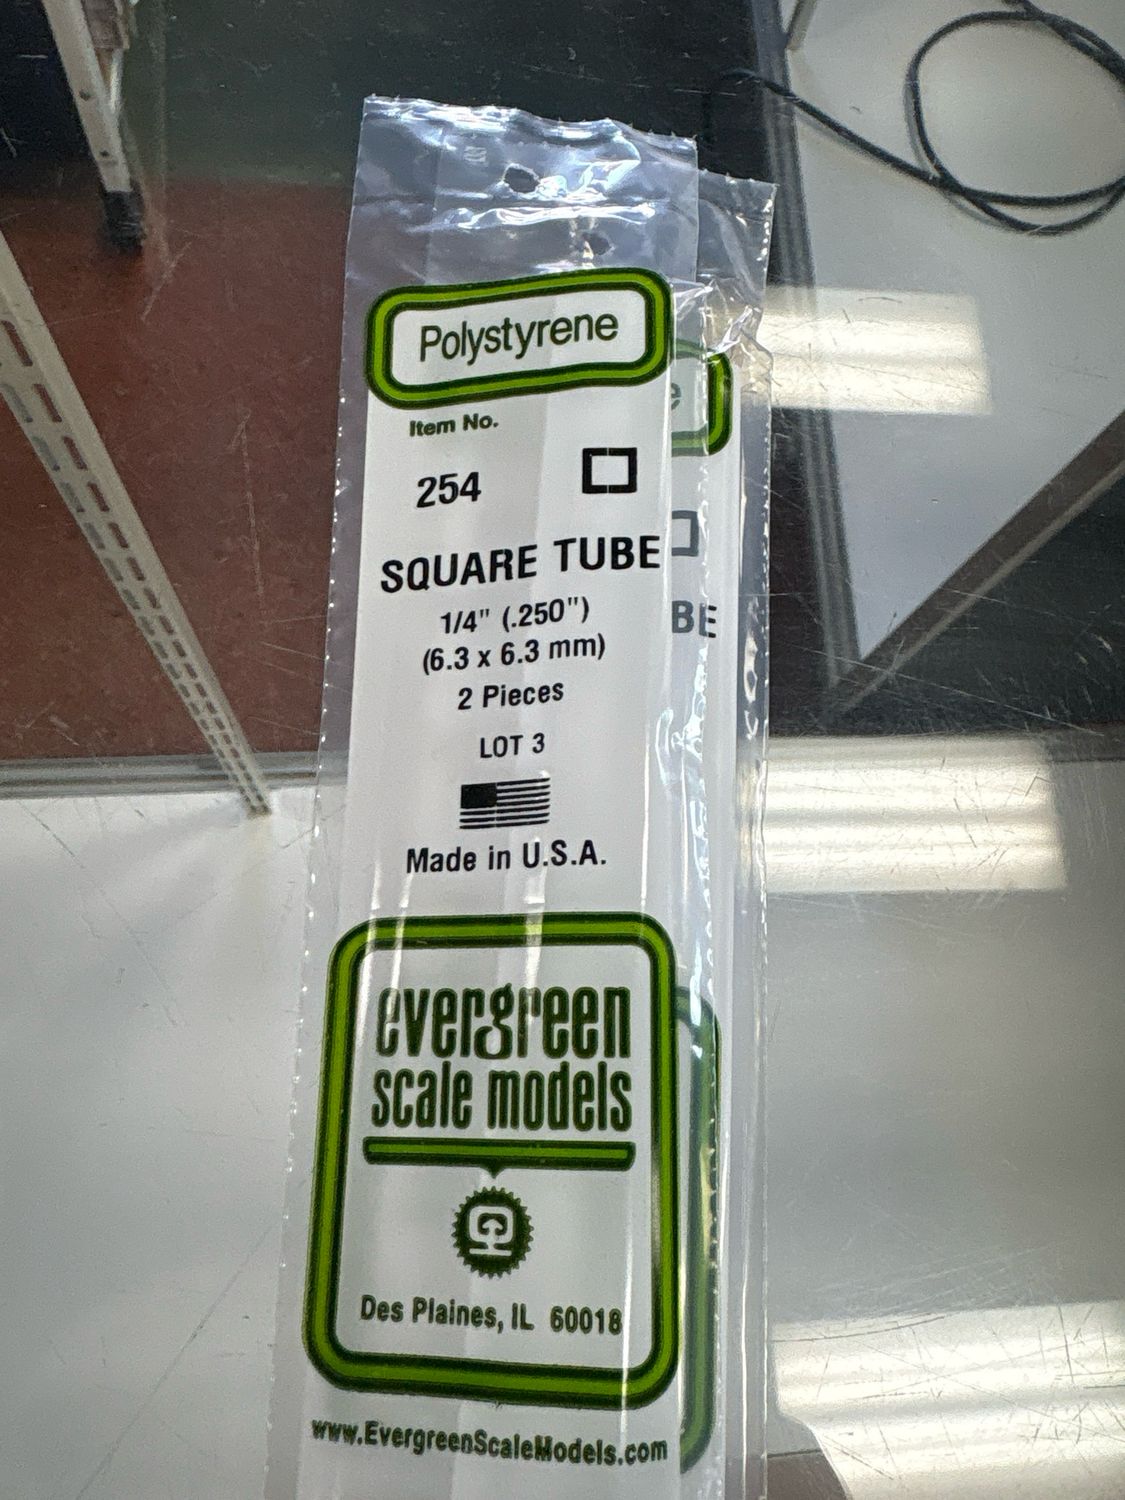 Polystyrene
Item No.
254
SQUARE TUBE
1/4" (.250")
(6.3 x 6.3 mm)
2 Pieces
LOT 3
Made in U.S.A.
evergreen
scale models
Des Plaines, IL 60018
www.EvergreenScaleModels.com
e
BE